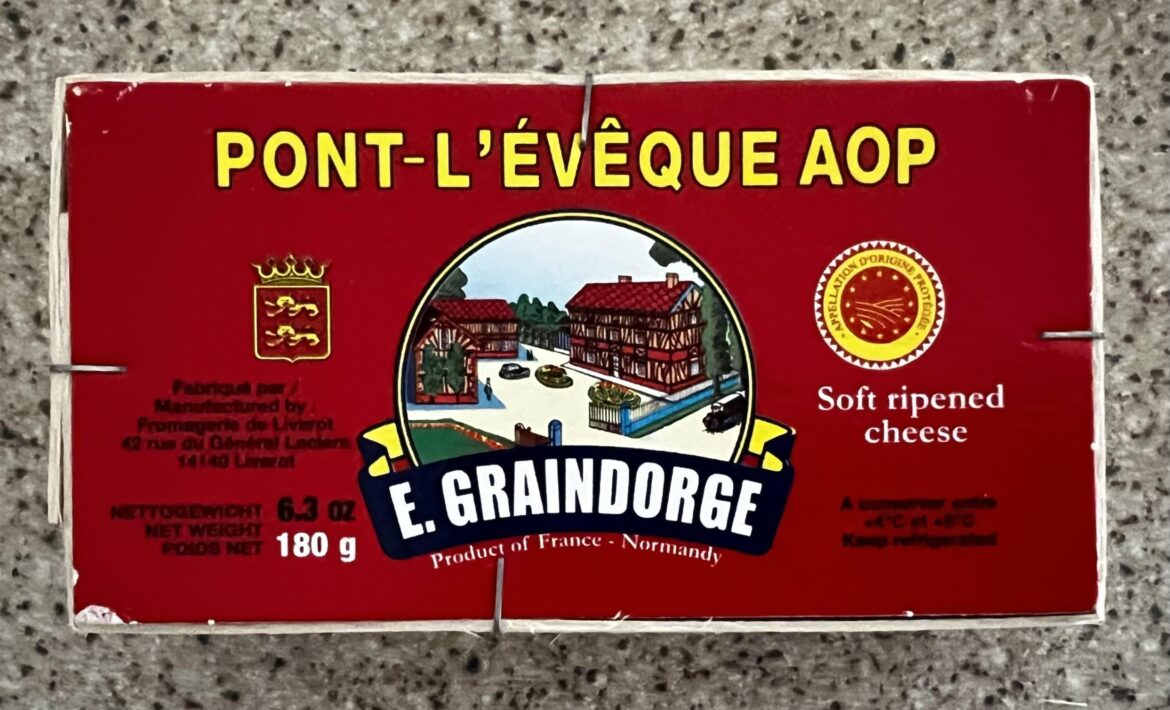 PONT-L'ÉVÊQUE AOP
APPELLATION D'ORIGINE PROTÉGÉE
Fabriqué par /
Manufactured by
Fromagerie de Livarot
42 rue du Général Leclerc
14140 Livarot
Soft ripened
cheese
E. GRAINDORGE
Product of France - Normandy
NETTOGEWICHT 6.3 OZ
NET WEIGHT
POIDS NET 180 g
A conserver entre
+4°C et +8°C
Keep refrigerated